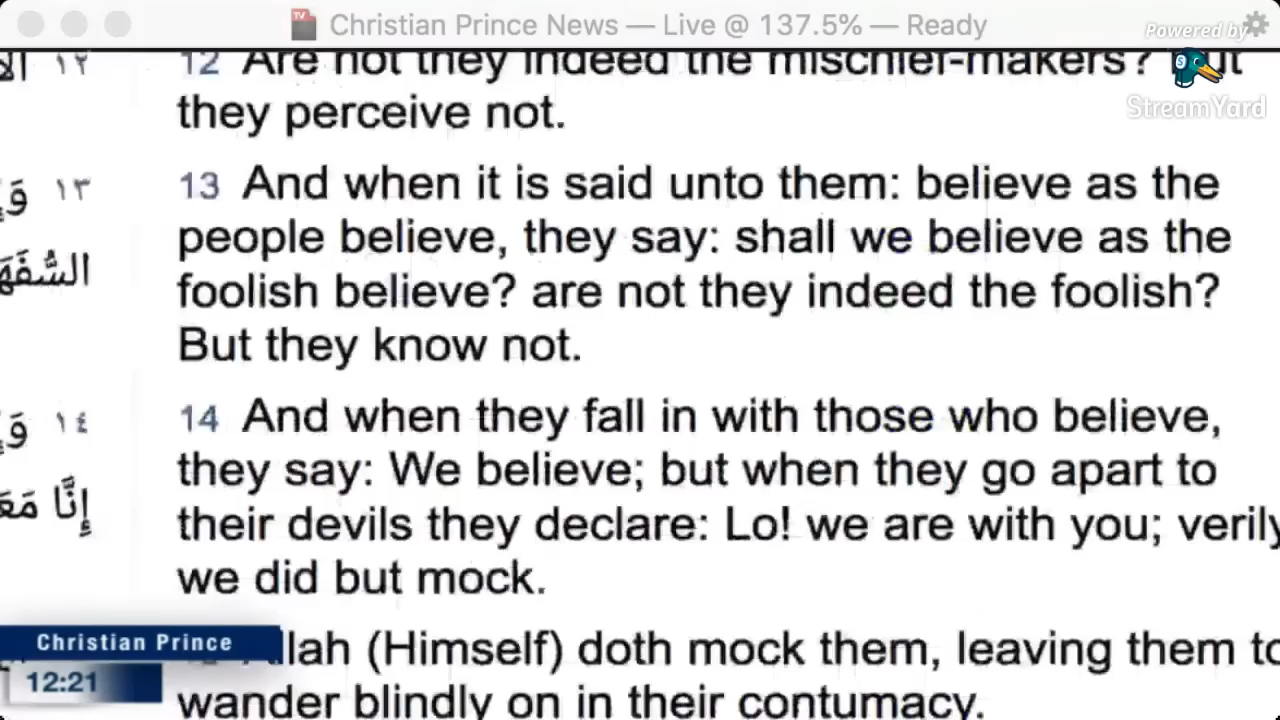 Christian Prince News — Live @ 137.5% — Ready
Powered by
StreamYard
12 Are not they indeed the mischief-makers? But
they perceive not.
١٢
13 And when it is said unto them: believe as the
people believe, they say: shall we believe as the
foolish believe? are not they indeed the foolish?
But they know not.
١٣
السُّفَهَ
14 And when they fall in with those who believe,
they say: We believe; but when they go apart to
their devils they declare: Lo! we are with you; verily
we did but mock.
١٤
إِنَّا مَعَ
Allah (Himself) doth mock them, leaving them to
wander blindly on in their contumacy.
Christian Prince
12:21